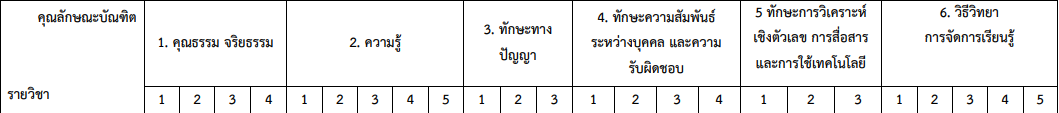 คุณลักษณะบัณฑิต
รายวิชา
1. คุณธรรม จริยธรรม
2. ความรู้
3. ทักษะทาง
ปัญญา
4. ทักษะความสัมพันธ์
ระหว่างบุคคล และความ
รับผิดชอบ
5 ทักษะการวิเคราะห์
เชิงตัวเลข การสื่อสาร
และการใช้เทคโนโลยี
6. วิธีวิทยา
การจัดการเรียนรู้
1 2 3 4 1 2 3 4 5 1 2 3 1 2 3 4 1 2 3 1 2 3 4 5